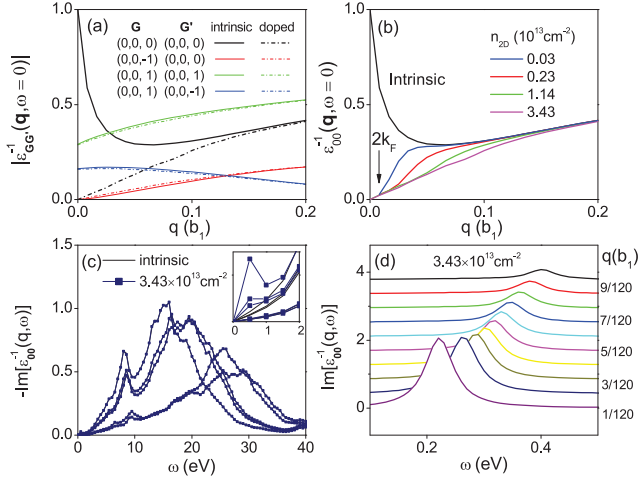 (a) G G' intrinsic doped
(0,0, 0) (0,0, 0)
(0,0,-1) (0,0, 0)
(0,0, 1) (0,0, 1)
(0,0, 1) (0,0,-1)
|ε⁻¹GG'(q,ω=0)|
1.0
0.5
0.0
0.0 0.1 0.2
q (b₁)
(b) n₂D (10¹³cm⁻²)
0.03
0.23
1.14
3.43
Intrinsic
2kF
ε⁻¹00(q,ω=0)
1.0
0.5
0.0
0.0 0.1 0.2
q (b₁)
(c) intrinsic
3.43×10¹³cm⁻²
0 1 2
-Im[ε⁻¹00(q,ω)]
1.5
1.0
0.5
0.0
0 10 20 30 40
ω (eV)
(d) 3.43×10¹³cm⁻² q(b₁)
9/120
7/120
5/120
3/120
1/120
Im[ε⁻¹00(q,ω)]
4
2
0
0.2 0.4
ω (eV)